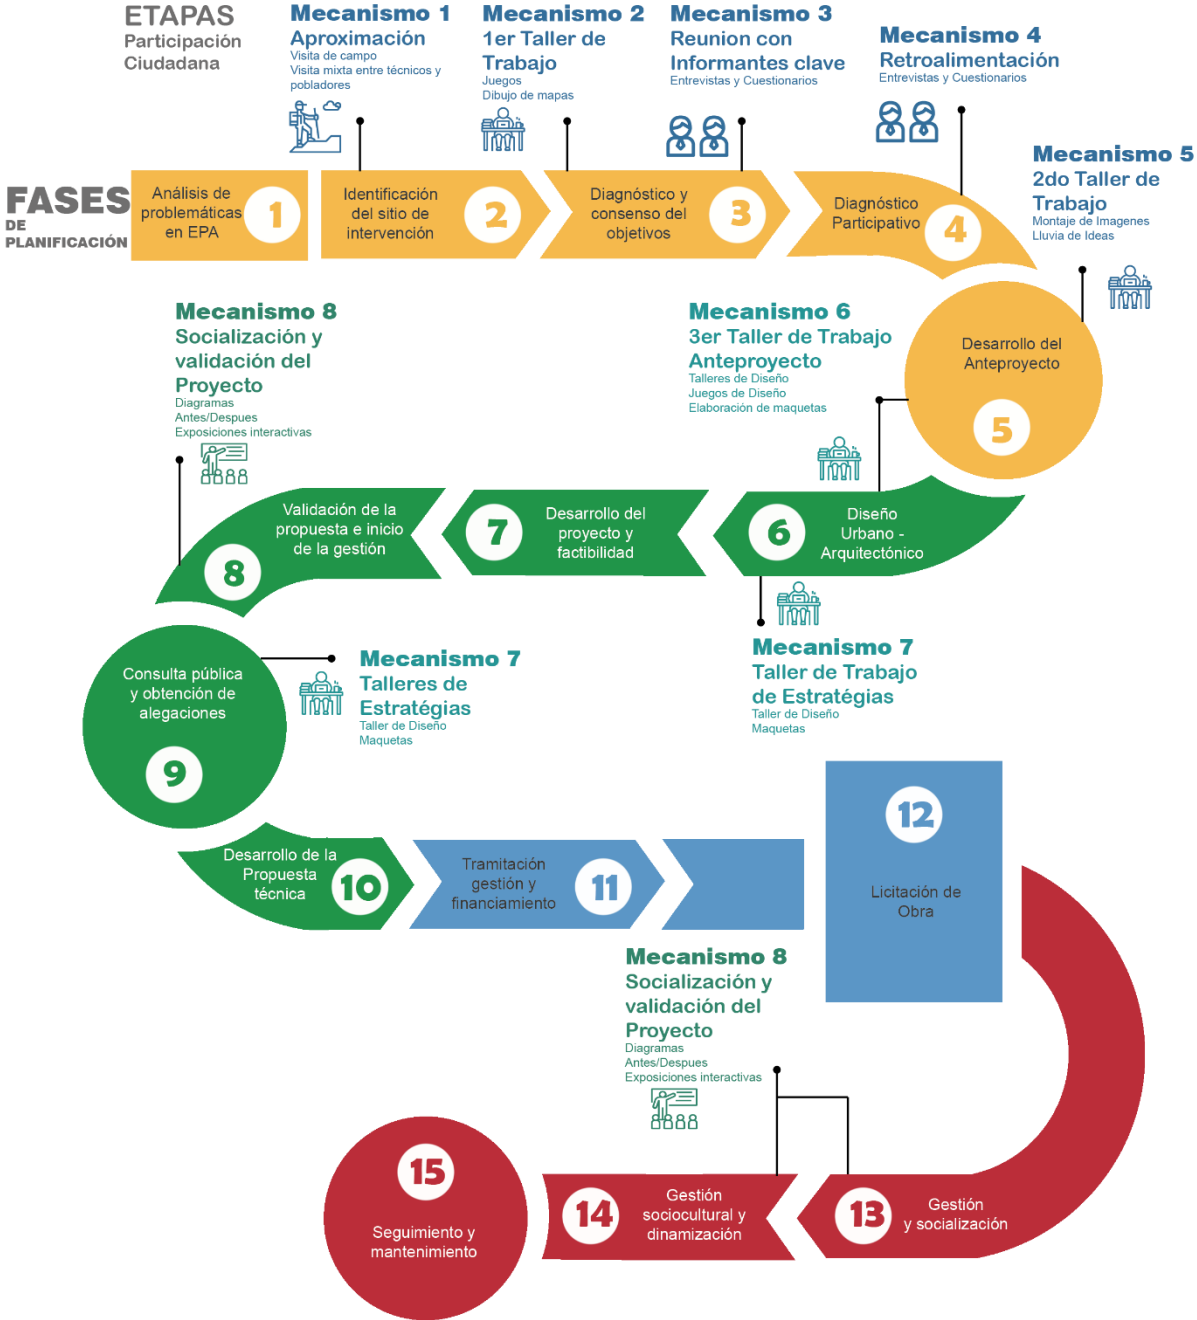 ETAPAS
Participación
Ciudadana
Mecanismo 1
Aproximación
Visita de campo
Visita mixta entre técnicos y
pobladores
Mecanismo 2
1er Taller de
Trabajo
Juegos
Dibujo de mapas
Mecanismo 3
Reunion con
Informantes clave
Entrevistas y Cuestionarios
Mecanismo 4
Retroalimentación
Entrevistas y Cuestionarios
Mecanismo 5
2do Taller de
Trabajo
Montaje de Imagenes
Lluvia de Ideas
FASES
DE
PLANIFICACIÓN
Análisis de
problemáticas
en EPA
1
Identificación
del sitio de
intervención
2
Diagnóstico y
consenso del
objetivos
3
Diagnóstico
Participativo
4
Desarrollo del
Anteproyecto
5
Mecanismo 6
3er Taller de Trabajo
Anteproyecto
Talleres de Diseño
Juegos de Diseño
Elaboración de maquetas
Mecanismo 8
Socialización y
validación del
Proyecto
Diagramas
Antes/Despues
Exposiciones interactivas
6
Diseño
Urbano -
Arquitectónico
7
Desarrollo del
proyecto y
factibilidad
Validación de la
propuesta e inicio
de la gestión
8
Mecanismo 7
Taller de Trabajo
de Estratégias
Taller de Diseño
Maquetas
Consulta pública
y obtención de
alegaciones
9
Mecanismo 7
Talleres de
Estratégias
Taller de Diseño
Maquetas
Desarrollo de la
Propuesta
técnica
10
Tramitación
gestión y
financiamiento
11
12
Licitación de
Obra
Mecanismo 8
Socialización y
validación del
Proyecto
Diagramas
Antes/Despues
Exposiciones interactivas
13
Gestión
y socialización
14
Gestión
sociocultural y
dinamización
15
Seguimiento y
mantenimiento